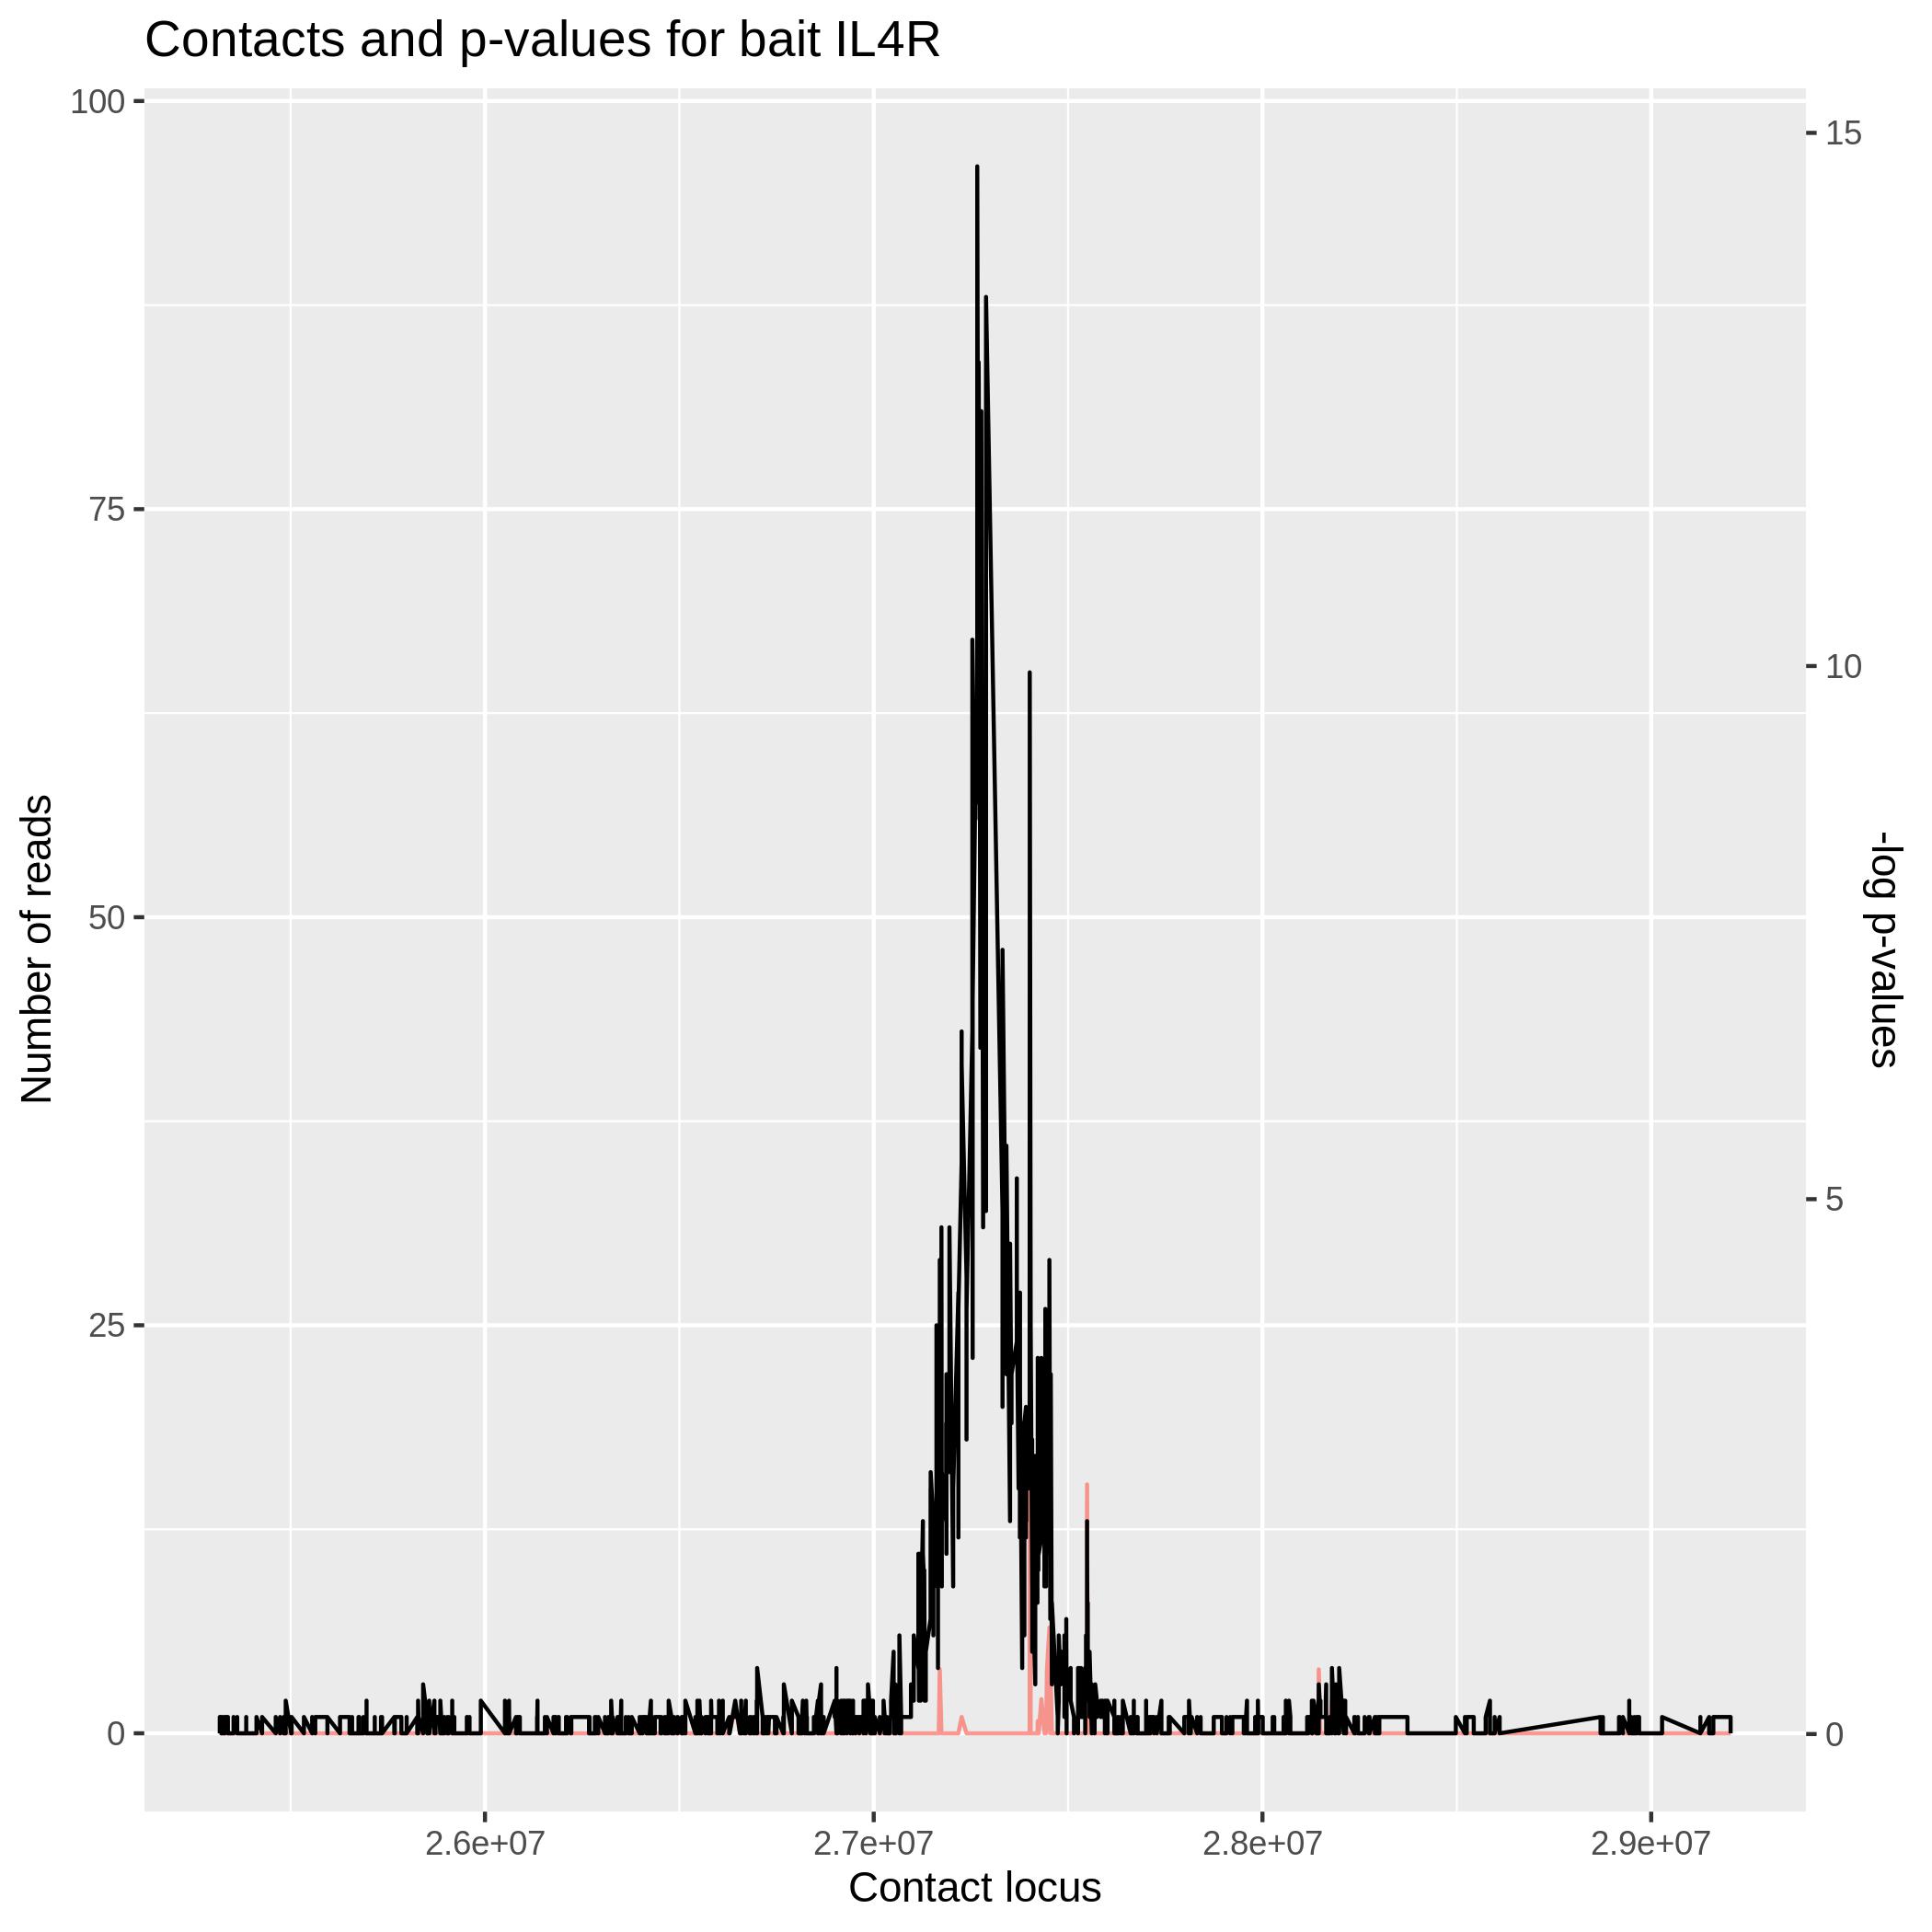 Contacts and p-values for bait IL4R
100
75
50
25
0
Number of reads
15
10
5
0
-log p-values
2.6e+07
2.7e+07
2.8e+07
2.9e+07
Contact locus